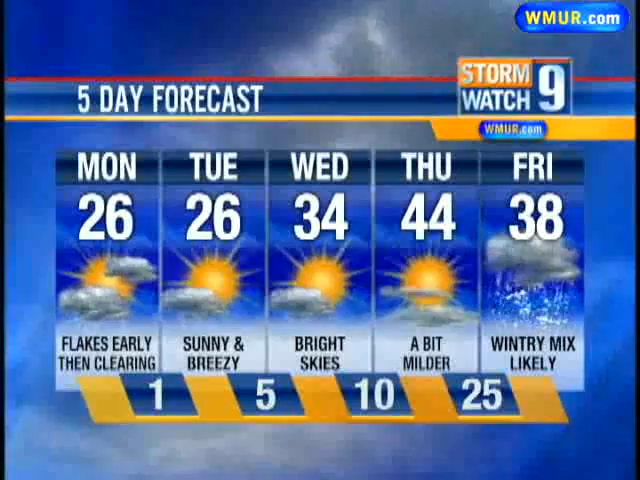 WMUR.com
STORM
WATCH 9
5 DAY FORECAST
WMUR.com
MON TUE WED THU FRI
26 26 34 44 38
FLAKES EARLY SUNNY & BRIGHT A BIT WINTRY MIX
THEN CLEARING BREEZY SKIES MILDER LIKELY
1 5 10 25